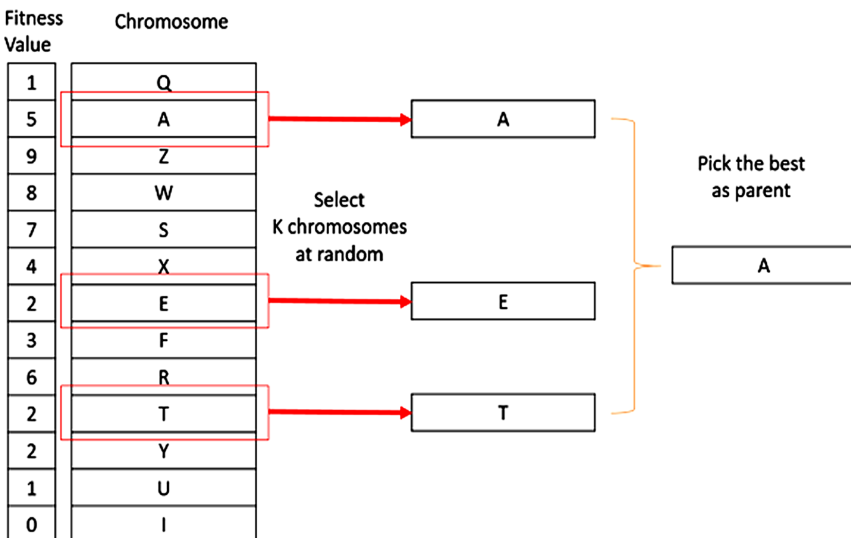 Fitness
Value
Chromosome
1 Q
5 A
9 Z
8 W
7 S
4 X
2 E
3 F
6 R
2 T
2 Y
1 U
0 I
Select
K chromosomes
at random
A
E
T
Pick the best
as parent
A